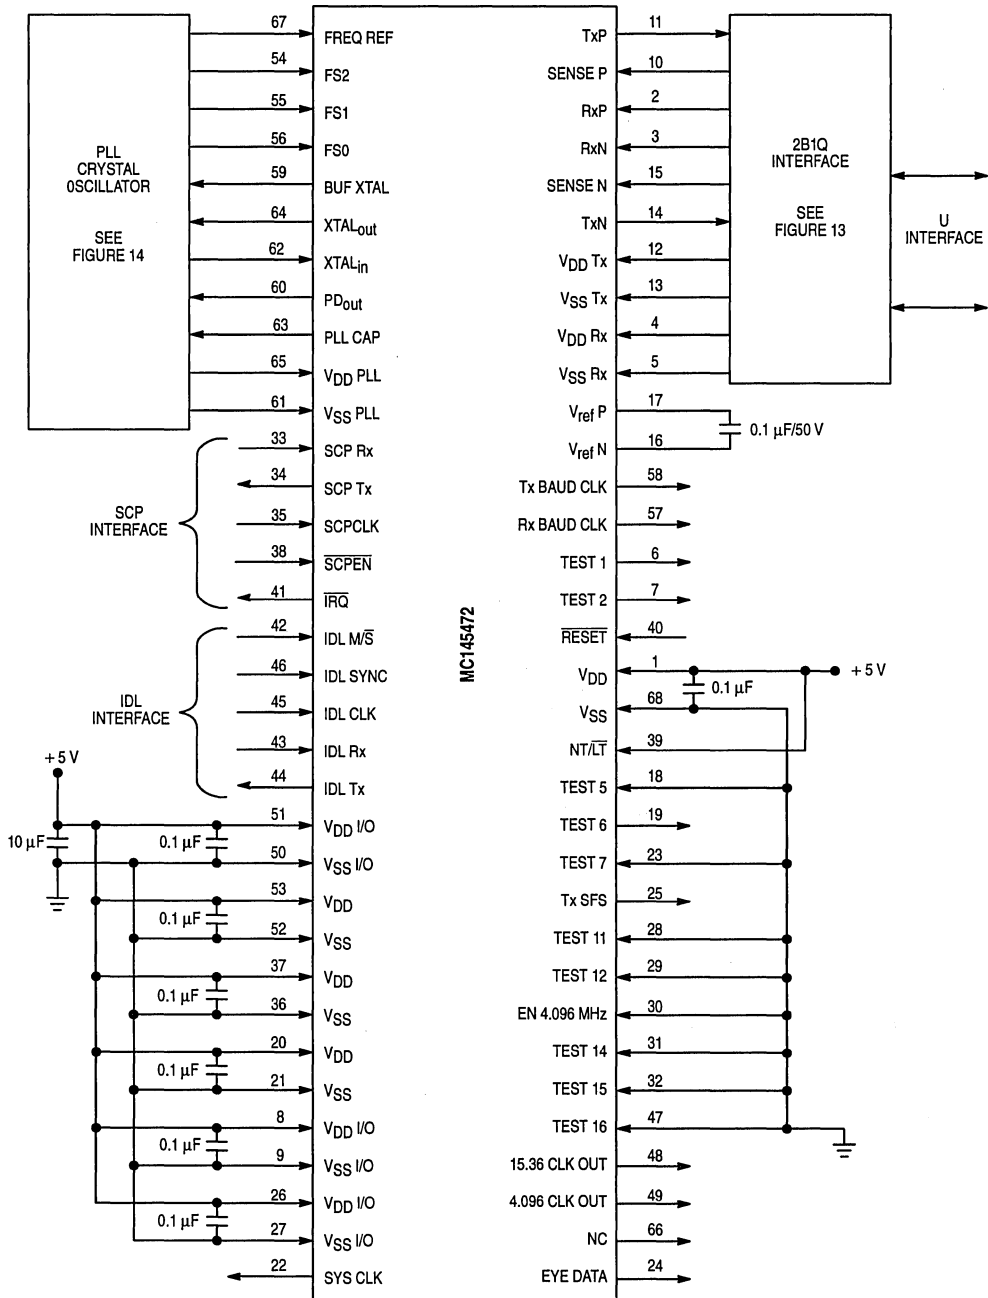 67 FREQ REF
54 FS2
55 FS1
56 FS0
59 BUF XTAL
64 XTALout
62 XTALin
60 PDout
63 PLL CAP
65 VDD PLL
61 VSS PLL
PLL
CRYSTAL
OSCILLATOR
SEE
FIGURE 14
33 SCP Rx
34 SCP Tx
35 SCPCLK
38 SCPEN
41 IRQ
SCP
INTERFACE
42 IDL M/S
46 IDL SYNC
45 IDL CLK
43 IDL Rx
44 IDL Tx
IDL
INTERFACE
+5 V
10 µF
51 VDD I/O
0.1 µF
50 VSS I/O
53 VDD
0.1 µF
52 VSS
37 VDD
0.1 µF
36 VSS
20 VDD
0.1 µF
21 VSS
8 VDD I/O
0.1 µF
9 VSS I/O
26 VDD I/O
0.1 µF
27 VSS I/O
22 SYS CLK
MC145472
TxP 11
SENSE P 10
RxP 2
RxN 3
SENSE N 15
TxN 14
VDD Tx 12
VSS Tx 13
VDD Rx 4
VSS Rx 5
2B1Q
INTERFACE
SEE
FIGURE 13
U
INTERFACE
Vref P 17
0.1 µF/50 V
Vref N 16
Tx BAUD CLK 58
Rx BAUD CLK 57
TEST 1 6
TEST 2 7
RESET 40
VDD 1
+5 V
0.1 µF
VSS 68
NT/LT 39
TEST 5 18
TEST 6 19
TEST 7 23
Tx SFS 25
TEST 11 28
TEST 12 29
EN 4.096 MHz 30
TEST 14 31
TEST 15 32
TEST 16 47
15.36 CLK OUT 48
4.096 CLK OUT 49
NC 66
EYE DATA 24